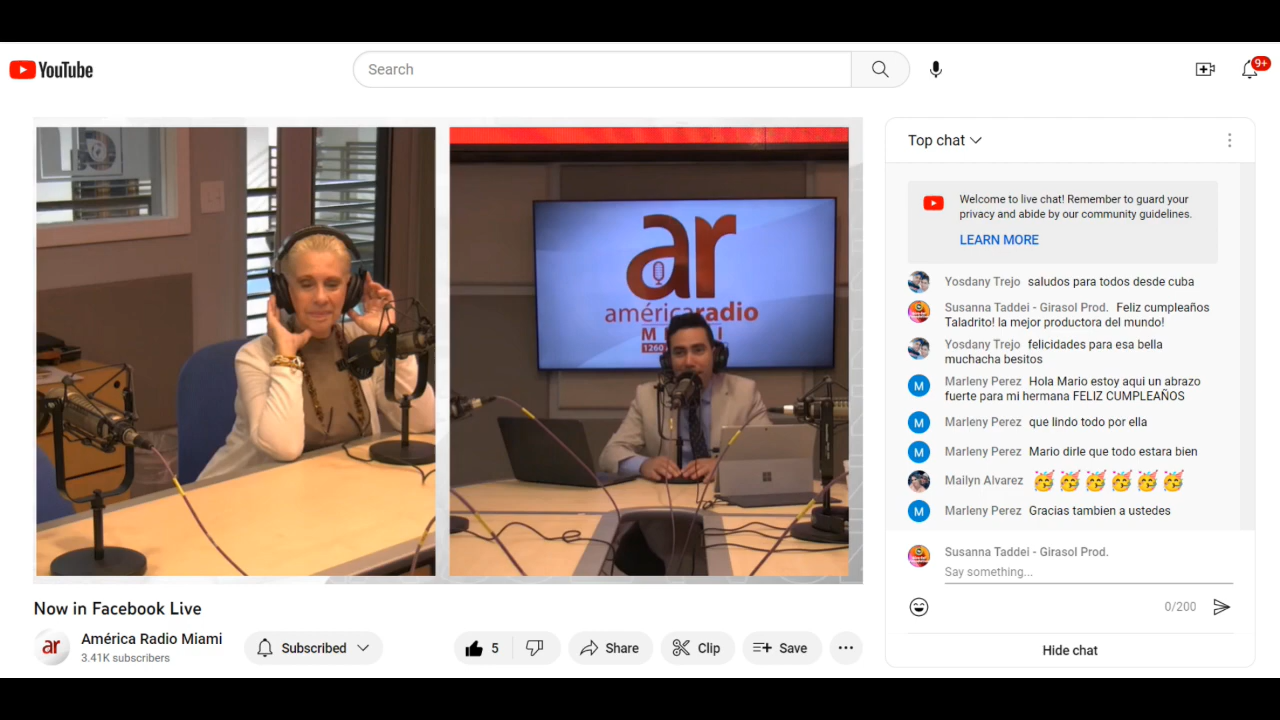 YouTube
Search
9+
ar
américaradio
M I
1260
Top chat
Welcome to live chat! Remember to guard your
privacy and abide by our community guidelines.
LEARN MORE
Yosdany Trejo saludos para todos desde cuba
Susanna Taddei - Girasol Prod. Feliz cumpleaños
Taladrito! la mejor productora del mundo!
Yosdany Trejo felicidades para esa bella
muchacha besitos
M Marleny Perez Hola Mario estoy aqui un abrazo
fuerte para mi hermana FELIZ CUMPLEAÑOS
M Marleny Perez que lindo todo por ella
M Marleny Perez Mario dirle que todo estara bien
Mailyn Alvarez 🥳🥳🥳🥳🥳🥳
M Marleny Perez Gracias tambien a ustedes
Susanna Taddei - Girasol Prod.
Say something...
0/200
Hide chat
Now in Facebook Live
ar
América Radio Miami
3.41K subscribers
Subscribed
5
Share
Clip
Save